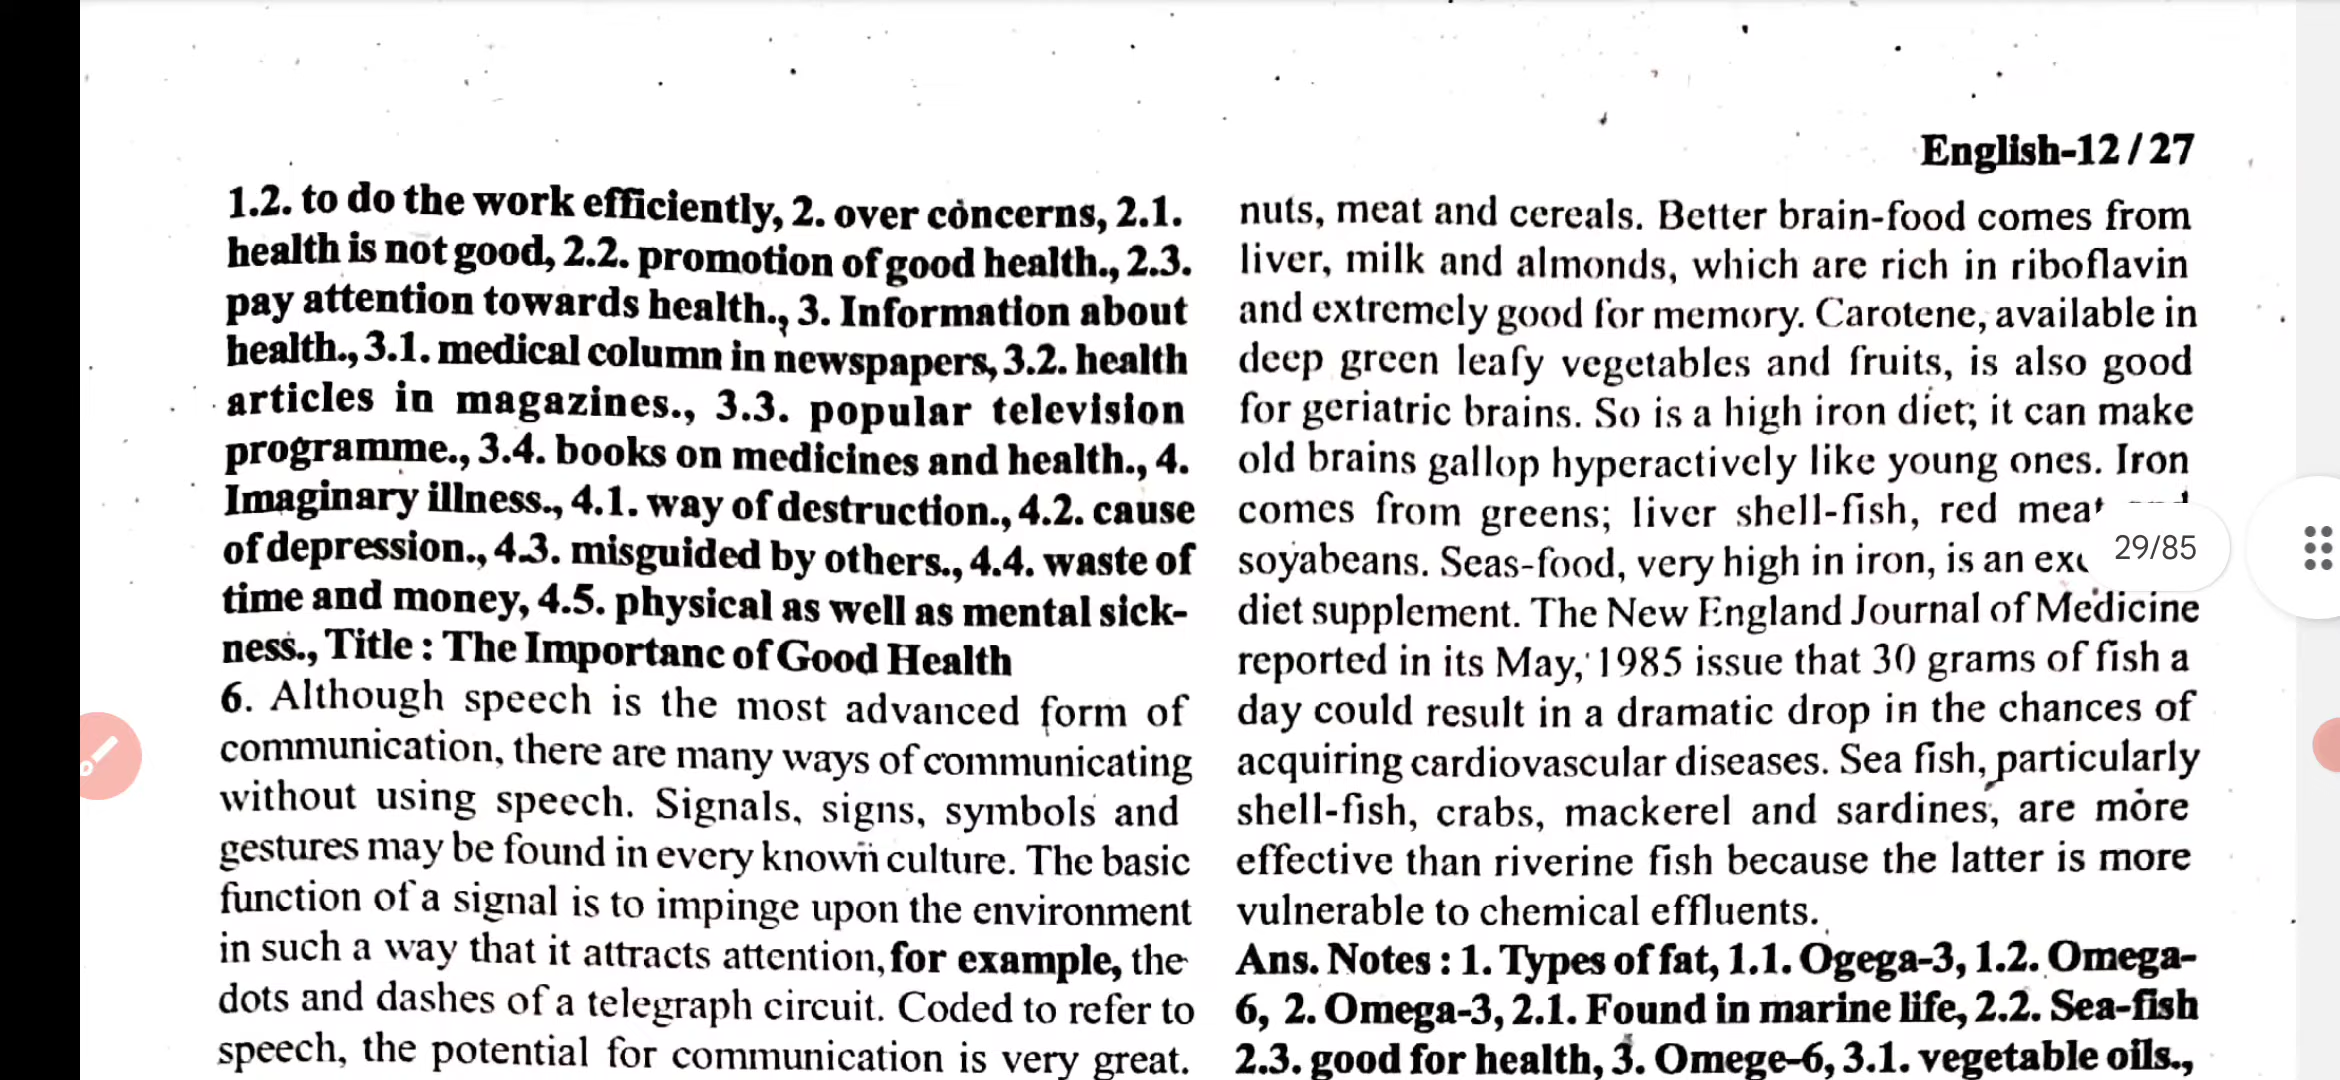 English-12/27
1.2. to do the work efficiently, 2. over concerns, 2.1.
health is not good, 2.2. promotion of good health., 2.3.
pay attention towards health., 3. Information about
health., 3.1. medical column in newspapers, 3.2. health
articles in magazines., 3.3. popular television
programme., 3.4. books on medicines and health., 4.
Imaginary illness., 4.1. way of destruction., 4.2. cause
of depression., 4.3. misguided by others., 4.4. waste of
time and money, 4.5. physical as well as mental sick-
ness., Title : The Importanc of Good Health
6. Although speech is the most advanced form of
communication, there are many ways of communicating
without using speech. Signals, signs, symbols and
gestures may be found in every known culture. The basic
function of a signal is to impinge upon the environment
in such a way that it attracts attention, for example, the
dots and dashes of a telegraph circuit. Coded to refer to
speech, the potential for communication is very great.
nuts, meat and cereals. Better brain-food comes from
liver, milk and almonds, which are rich in riboflavin
and extremely good for memory. Carotene, available in
deep green leafy vegetables and fruits, is also good
for geriatric brains. So is a high iron diet; it can make
old brains gallop hyperactively like young ones. Iron
comes from greens; liver shell-fish, red meat
soyabeans. Seas-food, very high in iron, is an
diet supplement. The New England Journal of Medicine
reported in its May, 1985 issue that 30 grams of fish a
day could result in a dramatic drop in the chances of
acquiring cardiovascular diseases. Sea fish, particularly
shell-fish, crabs, mackerel and sardines, are more
effective than riverine fish because the latter is more
vulnerable to chemical effluents.
Ans. Notes : 1. Types of fat, 1.1. Ogega-3, 1.2. Omega-
6, 2. Omega-3, 2.1. Found in marine life, 2.2. Sea-fish
2.3. good for health, 3. Omege-6, 3.1. vegetable oils.,
29/85